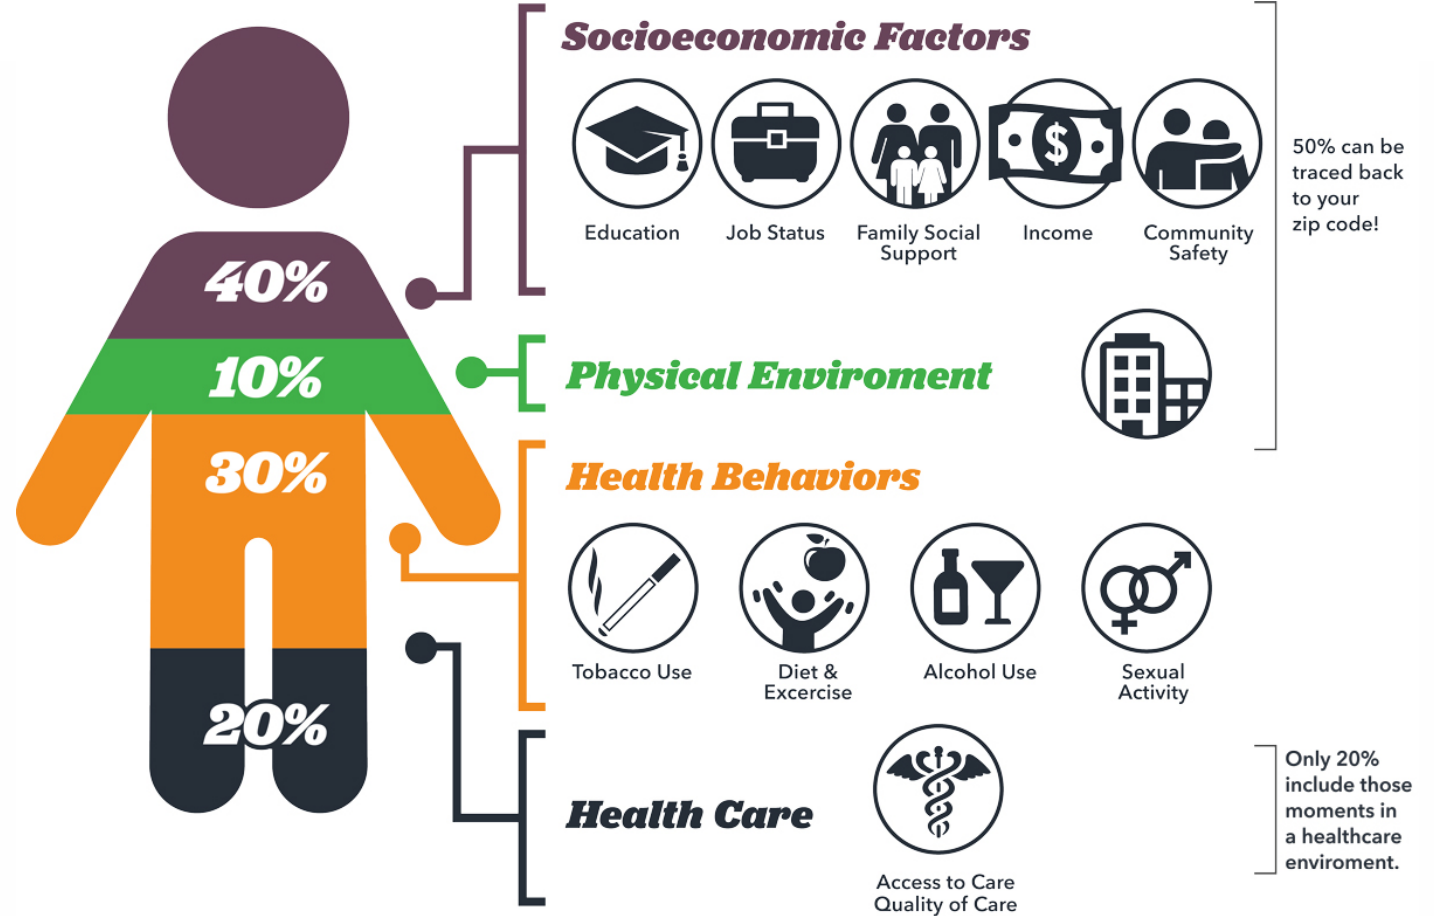 Socioeconomic Factors
Education
Job Status
Family Social
Support
Income
Community
Safety
50% can be
traced back
to your
zip code!
40%
10%
Physical Enviroment
30%
Health Behaviors
Tobacco Use
Diet &
Excercise
Alcohol Use
Sexual
Activity
20%
Health Care
Access to Care
Quality of Care
Only 20%
include those
moments in
a healthcare
enviroment.